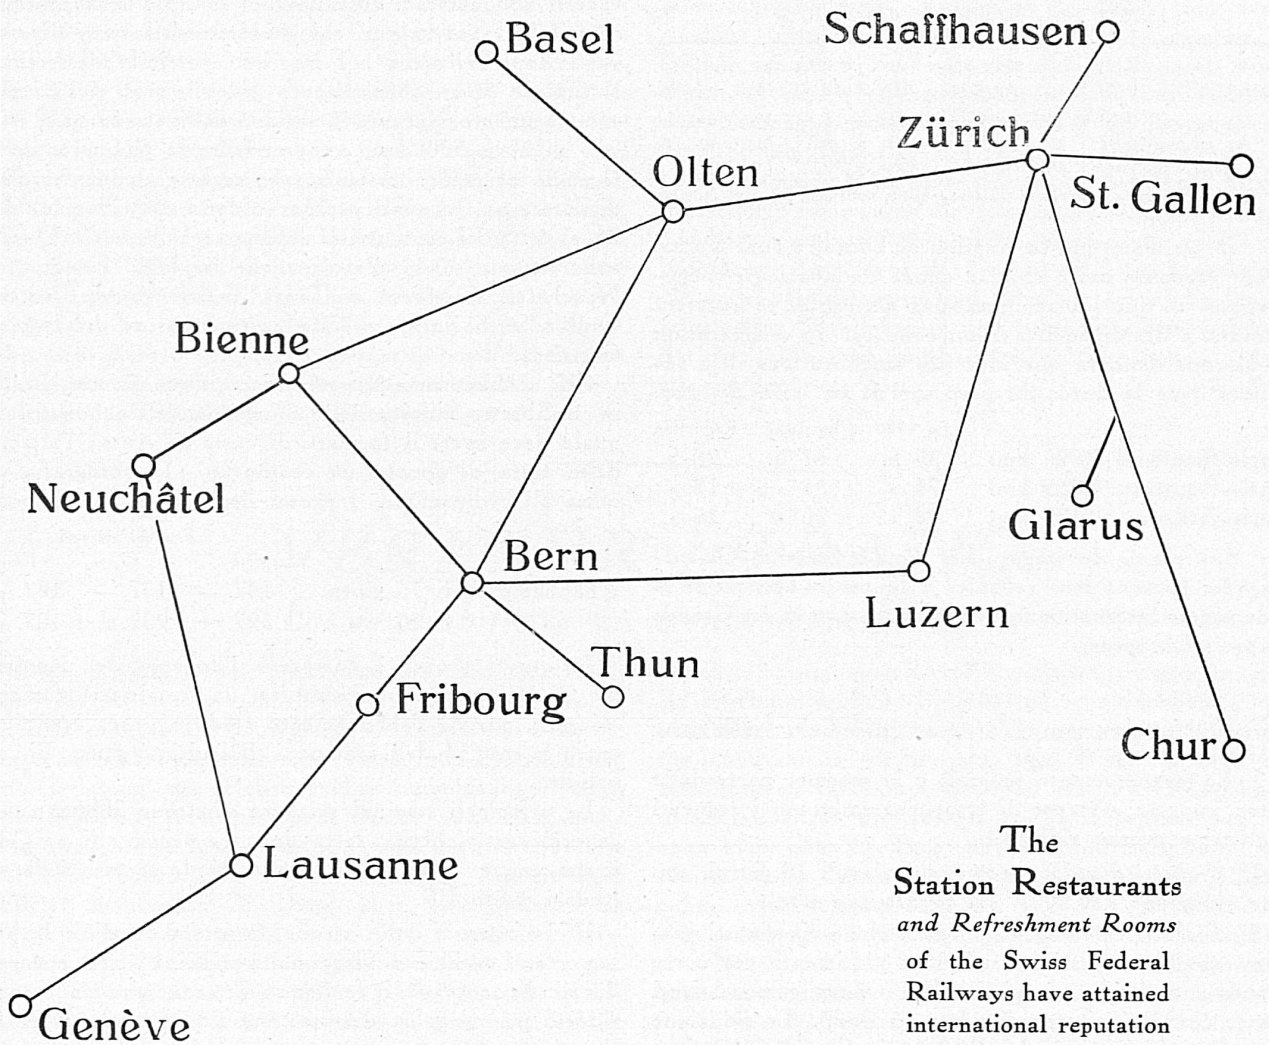 Basel
Schaffhausen
Zürich
Olten
St. Gallen
Bienne
Neuchâtel
Glarus
Bern
Luzern
Thun
Fribourg
Chur
Lausanne
Genève
The
Station Restaurants
and Refreshment Rooms
of the Swiss Federal
Railways have attained
international reputation